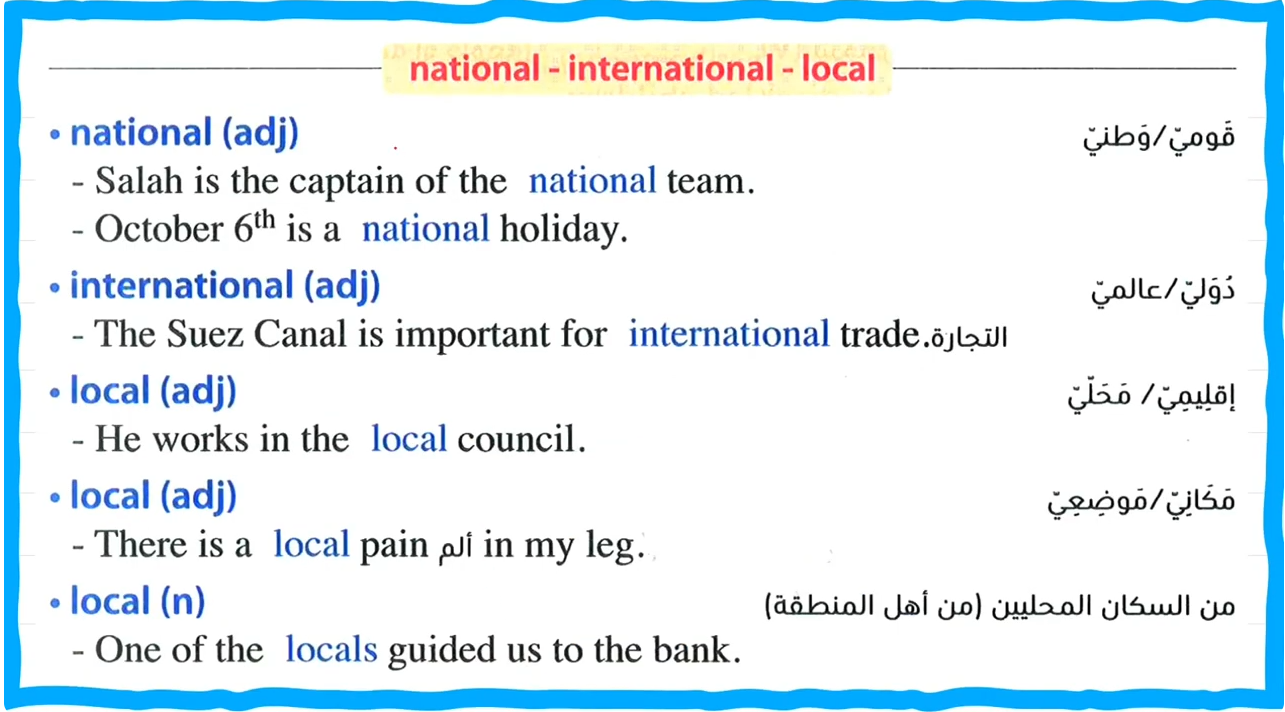 national - international - local
• national (adj) قَوميّ/وَطنيّ
- Salah is the captain of the national team.
- October 6th is a national holiday.
• international (adj) دُوَليّ/عالميّ
- The Suez Canal is important for international trade.التجارة
• local (adj) إقلِيمِيّ/ مَحَلّيّ
- He works in the local council.
• local (adj) مَكَانِيّ/مَوضِعِيّ
- There is a local pain ألم in my leg.
• local (n) من السكان المحليين (من أهل المنطقة)
- One of the locals guided us to the bank.